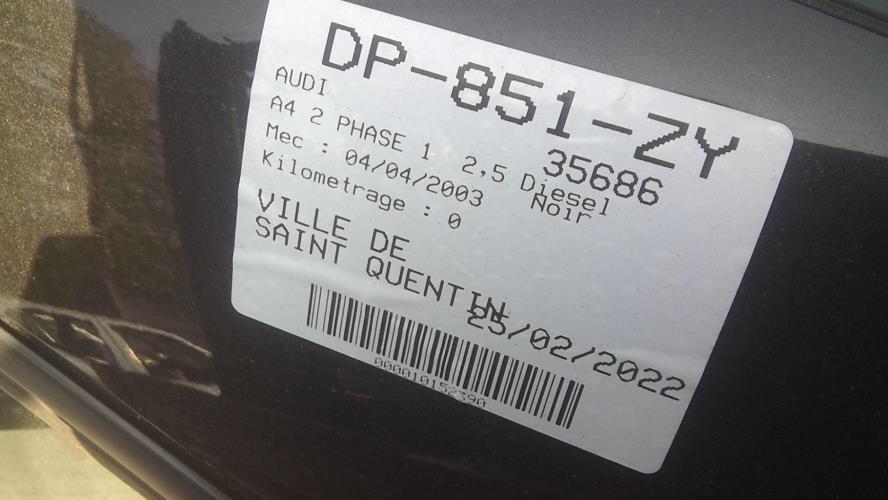 DP-851-ZY
AUDI 35686
A4 2 PHASE 1 2,5 Diesel
Mec : 04/04/2003 Noir
Kilometrage : 0
VILLE DE
SAINT QUENTIN
25/02/2022
000010152390